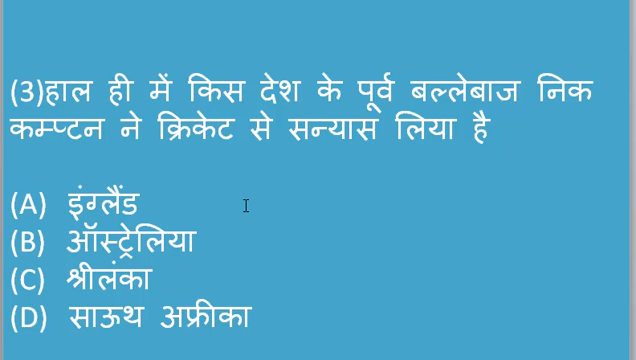 (3)हाल ही में किस देश के पूर्व बल्लेबाज निक
कम्प्टन ने क्रिकेट से सन्यास लिया है
(A) इंग्लैंड
(B) ऑस्ट्रेलिया
(C) श्रीलंका
(D) साऊथ अफ्रीका